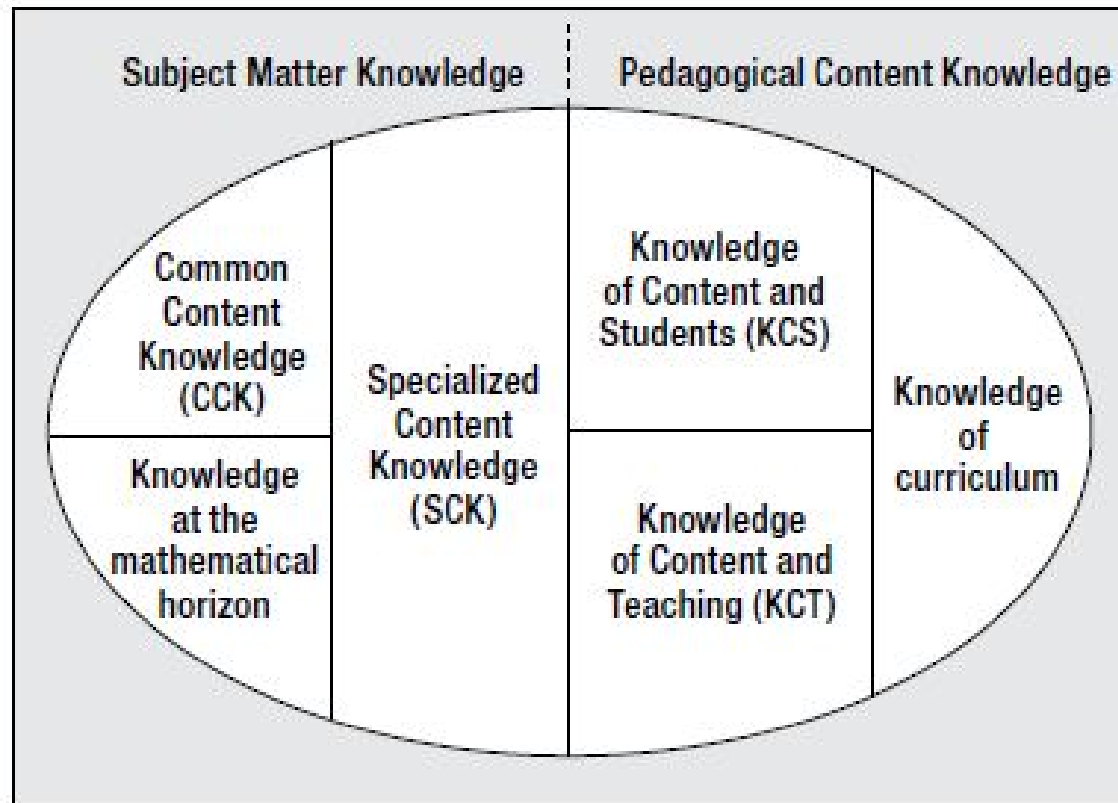 Subject Matter Knowledge
Pedagogical Content Knowledge
Common
Content
Knowledge
(CCK)
Knowledge
at the
mathematical
horizon
Specialized
Content
Knowledge
(SCK)
Knowledge
of Content and
Students (KCS)
Knowledge
of Content and
Teaching (KCT)
Knowledge
of
curriculum